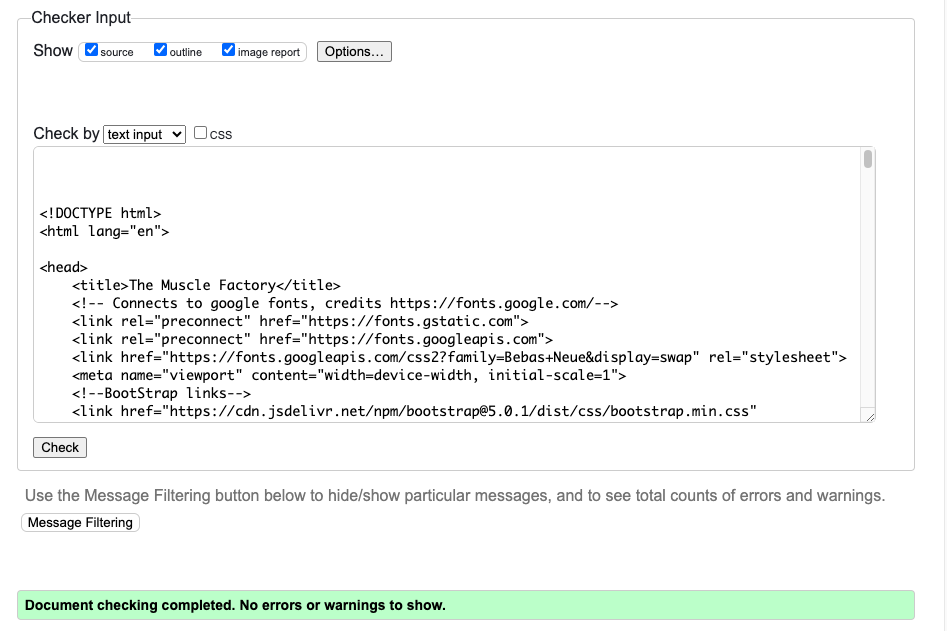 Checker Input
Show source outline image report Options...
Check by text input css
<!DOCTYPE html>
<html lang="en">
<head>
<title>The Muscle Factory</title>
<!-- Connects to google fonts, credits https://fonts.google.com/-->
<link rel="preconnect" href="https://fonts.gstatic.com">
<link rel="preconnect" href="https://fonts.googleapis.com">
<link href="https://fonts.googleapis.com/css2?family=Bebas+Neue&display=swap" rel="stylesheet">
<meta name="viewport" content="width=device-width, initial-scale=1">
<!--BootStrap links-->
<link href="https://cdn.jsdelivr.net/npm/bootstrap@5.0.1/dist/css/bootstrap.min.css"
Check
Use the Message Filtering button below to hide/show particular messages, and to see total counts of errors and warnings.
Message Filtering
Document checking completed. No errors or warnings to show.